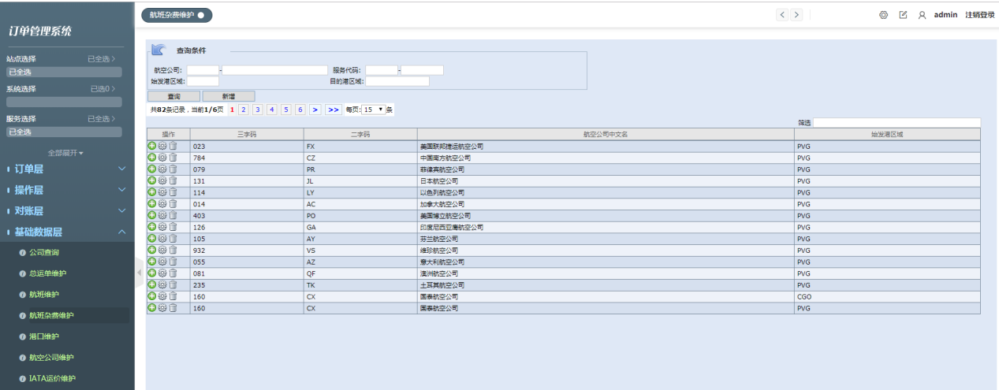 航班杂费维护
admin 注销登录
订单管理系统
站点选择 已全选 >
已全选
系统选择 已选0 >
服务选择 已全选 >
已全选
全部展开
订单层
操作层
对账层
基础数据层
公司查询
总运单维护
航班维护
航班杂费维护
港口维护
航空公司维护
IATA运价维护
查询条件
航空公司: - 服务代码: -
始发港区域: 目的港区域:
查询 新增
共82条记录，当前1/6页 1 2 3 4 5 6 > >> 每页: 15 条
筛选
操作 三字码 二字码 航空公司中文名 始发港区域
023 FX 美国联邦捷运航空公司 PVG
784 CZ 中国南方航空公司 PVG
079 PR 菲律宾航空公司 PVG
131 JL 日本航空公司 PVG
114 LY 以色列航空公司 PVG
014 AC 加拿大航空公司 PVG
403 PO 美国博立航空公司 PVG
126 GA 印度尼西亚鹰航空公司 PVG
105 AY 芬兰航空公司 PVG
932 VS 维珍航空公司 PVG
055 AZ 意大利航空公司 PVG
081 QF 澳洲航空公司 PVG
235 TK 土耳其航空公司 PVG
160 CX 国泰航空公司 CGO
160 CX 国泰航空公司 PVG